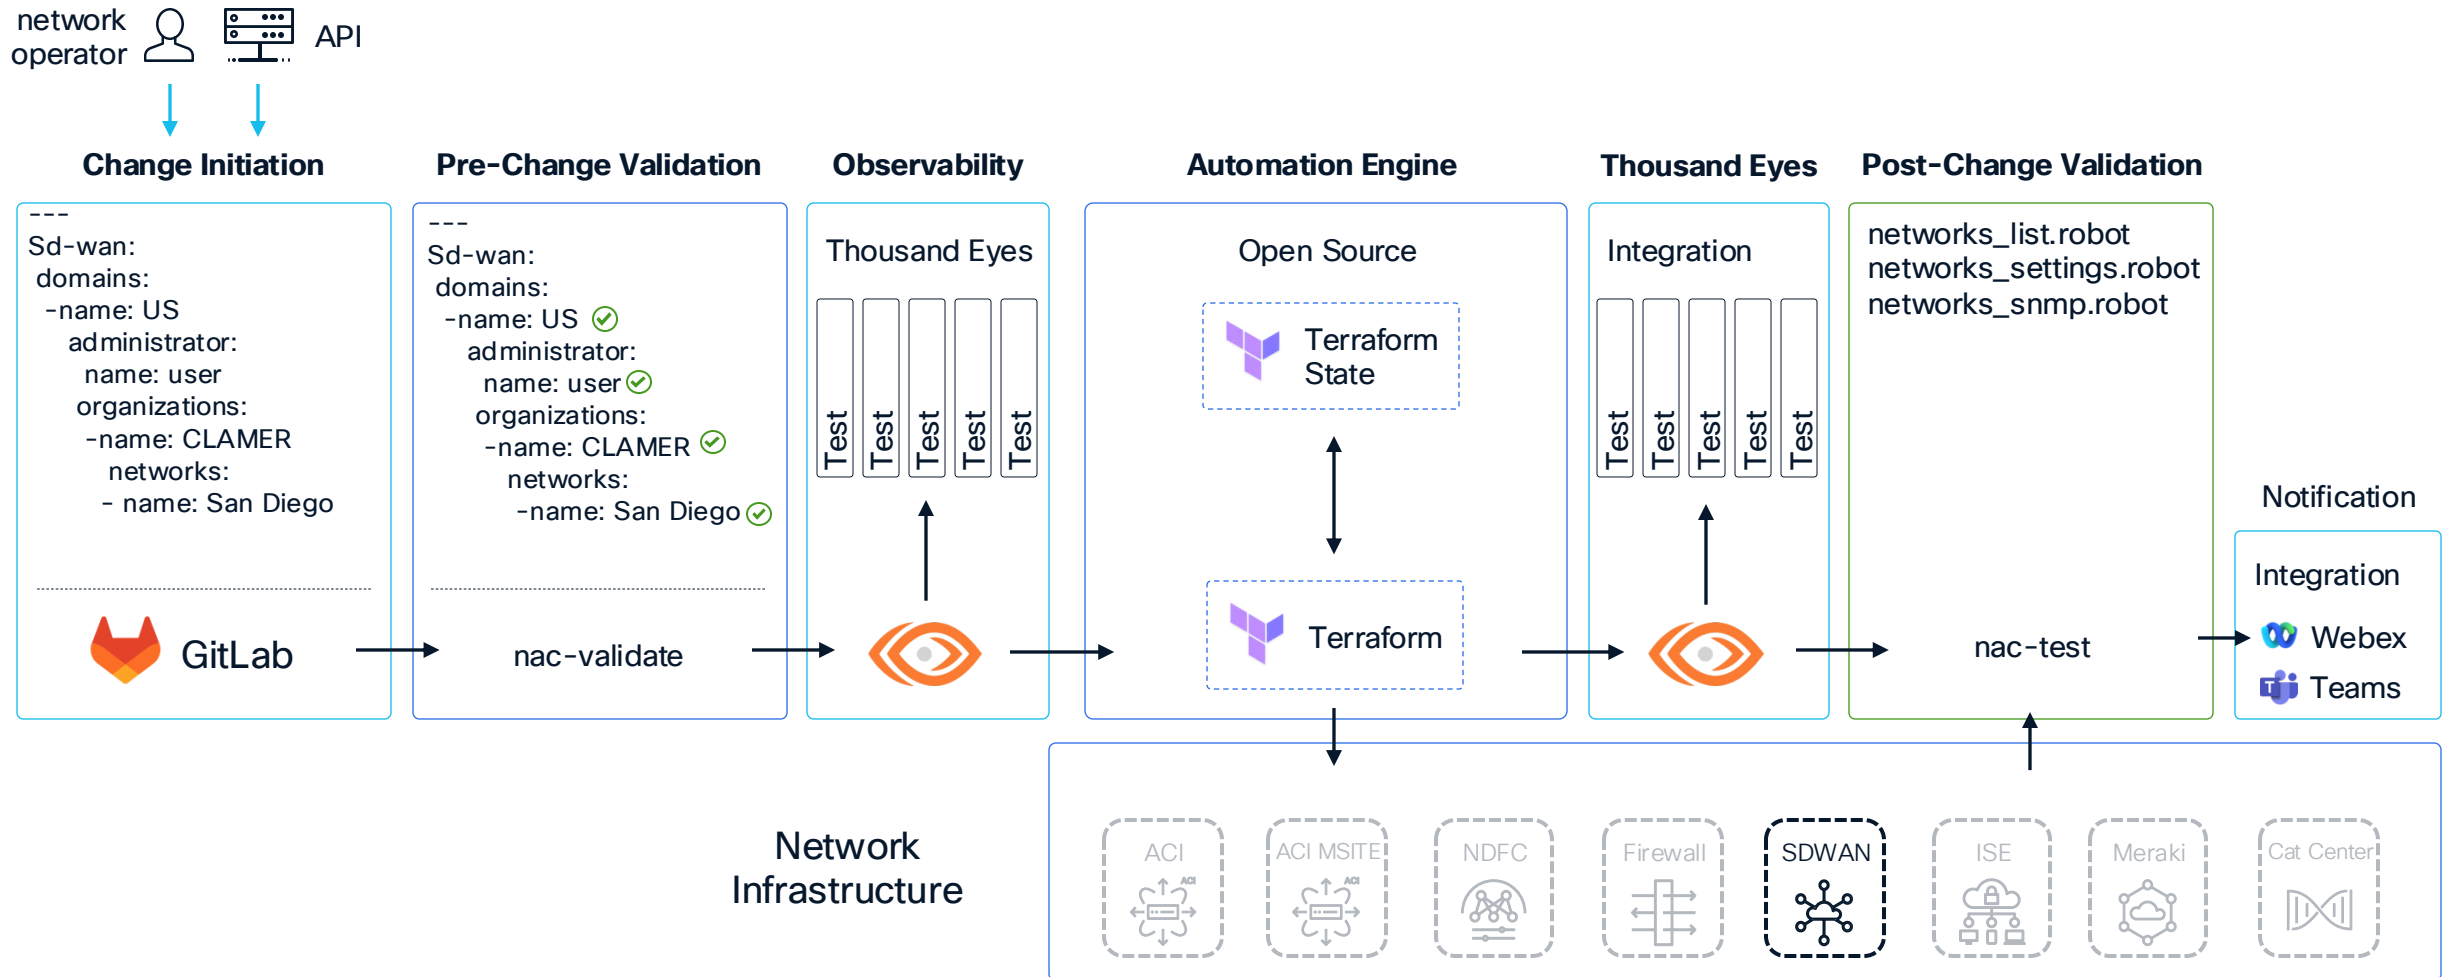 network
operator
API
Change Initiation
---
Sd-wan:
domains:
-name: US
administrator:
name: user
organizations:
-name: CLAMER
networks:
- name: San Diego
GitLab
Pre-Change Validation
---
Sd-wan:
domains:
-name: US
administrator:
name: user
organizations:
-name: CLAMER
networks:
-name: San Diego
nac-validate
Observability
Thousand Eyes
Test
Test
Test
Test
Test
Automation Engine
Open Source
Terraform
State
Terraform
Thousand Eyes
Integration
Test
Test
Test
Test
Test
Post-Change Validation
networks_list.robot
networks_settings.robot
networks_snmp.robot
nac-test
Notification
Integration
Webex
T
Teams
Network
Infrastructure
ACI
ACI
ACI MSITE
ACI
NDFC
Firewall
SDWAN
ISE
Meraki
Cat Center